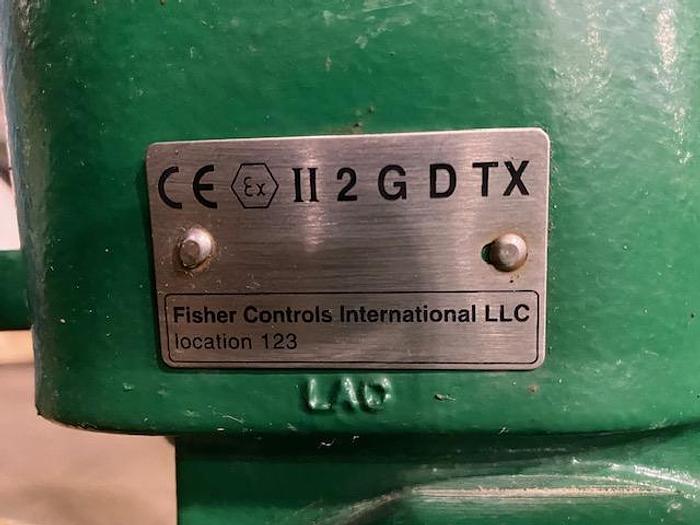 CE Ex II 2 G D TX
Fisher Controls International LLC
location 123
LAD